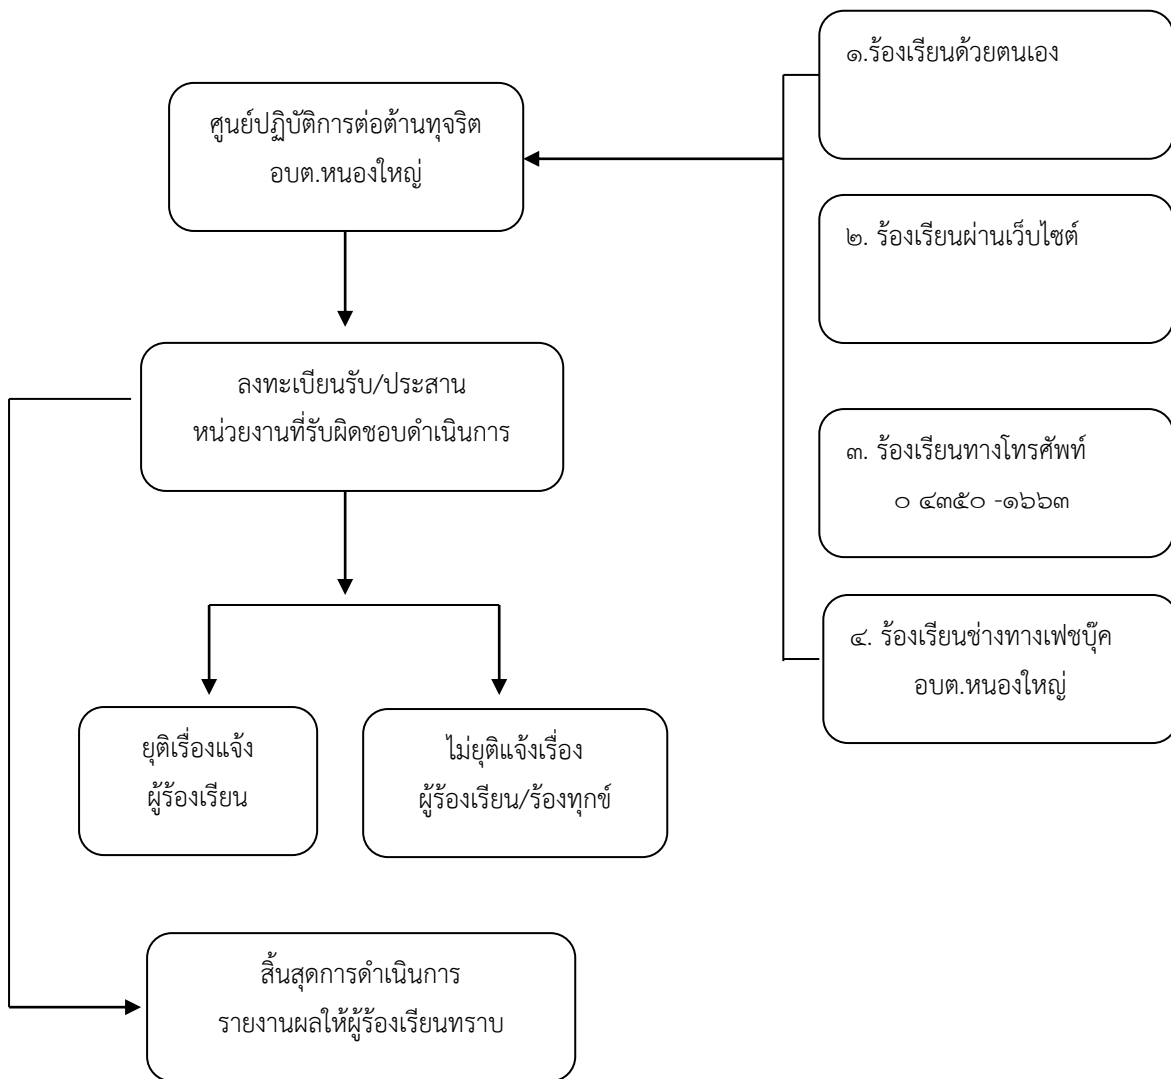 ๑.ร้องเรียนด้วยตนเอง
ศูนย์ปฏิบัติการต่อต้านทุจริต
อบต.หนองใหญ่
๒. ร้องเรียนผ่านเว็บไซต์
ลงทะเบียนรับ/ประสาน
หน่วยงานที่รับผิดชอบดำเนินการ
๓. ร้องเรียนทางโทรศัพท์
๐ ๔๓๕๐ -๑๖๖๓
๔. ร้องเรียนช่างทางเฟชบุ๊ค
อบต.หนองใหญ่
ยุติเรื่องแจ้ง
ผู้ร้องเรียน
ไม่ยุติแจ้งเรื่อง
ผู้ร้องเรียน/ร้องทุกข์
สิ้นสุดการดำเนินการ
รายงานผลให้ผู้ร้องเรียนทราบ